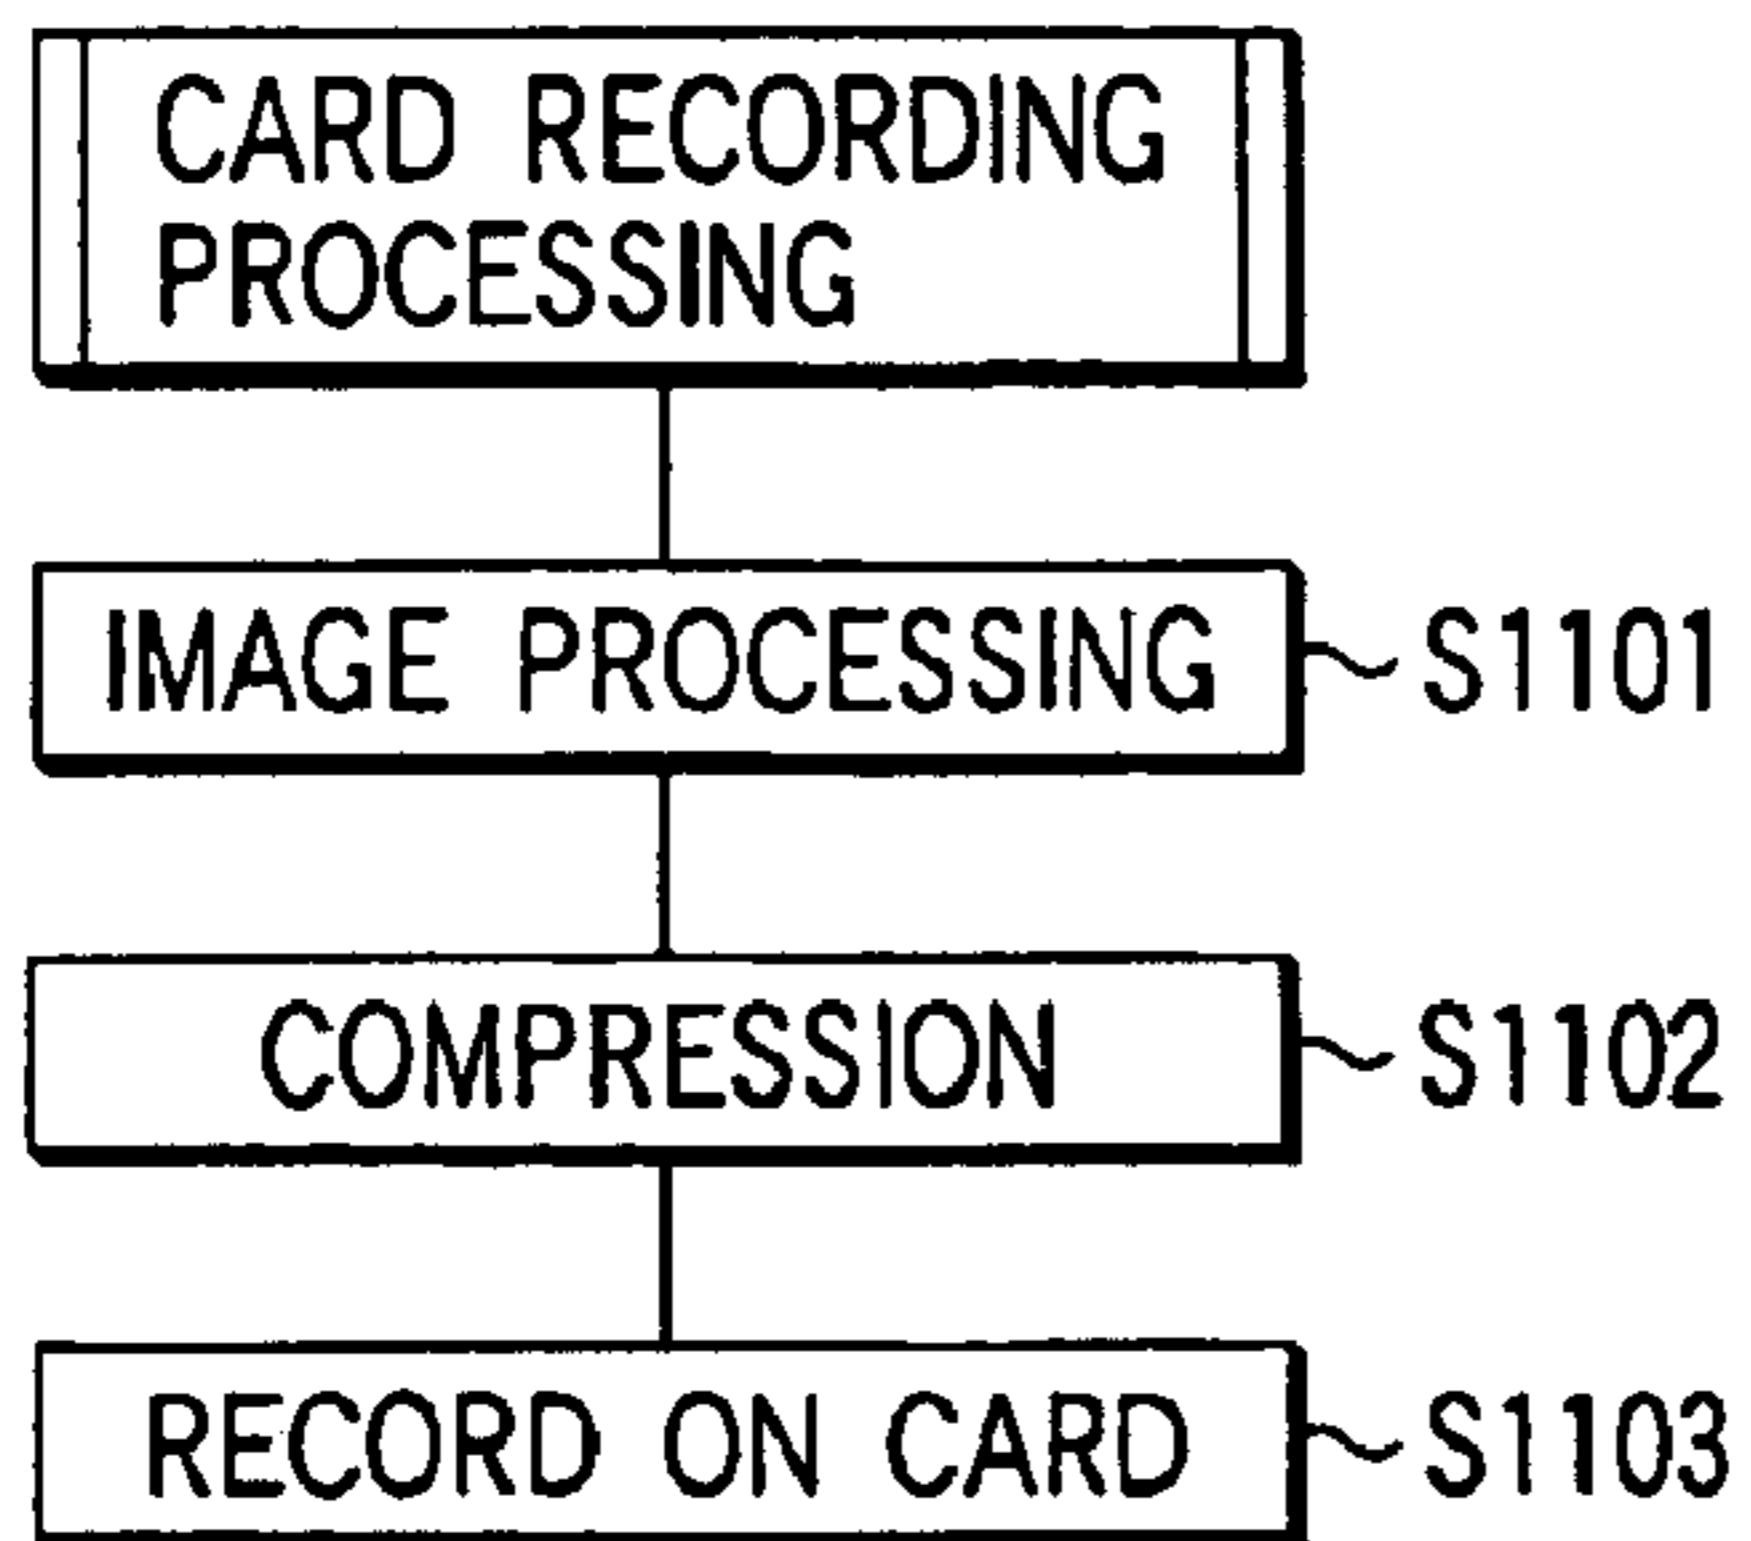 CARD RECORDING
PROCESSING
IMAGE PROCESSING
S1101
COMPRESSION
S1102
RECORD ON CARD
S1103